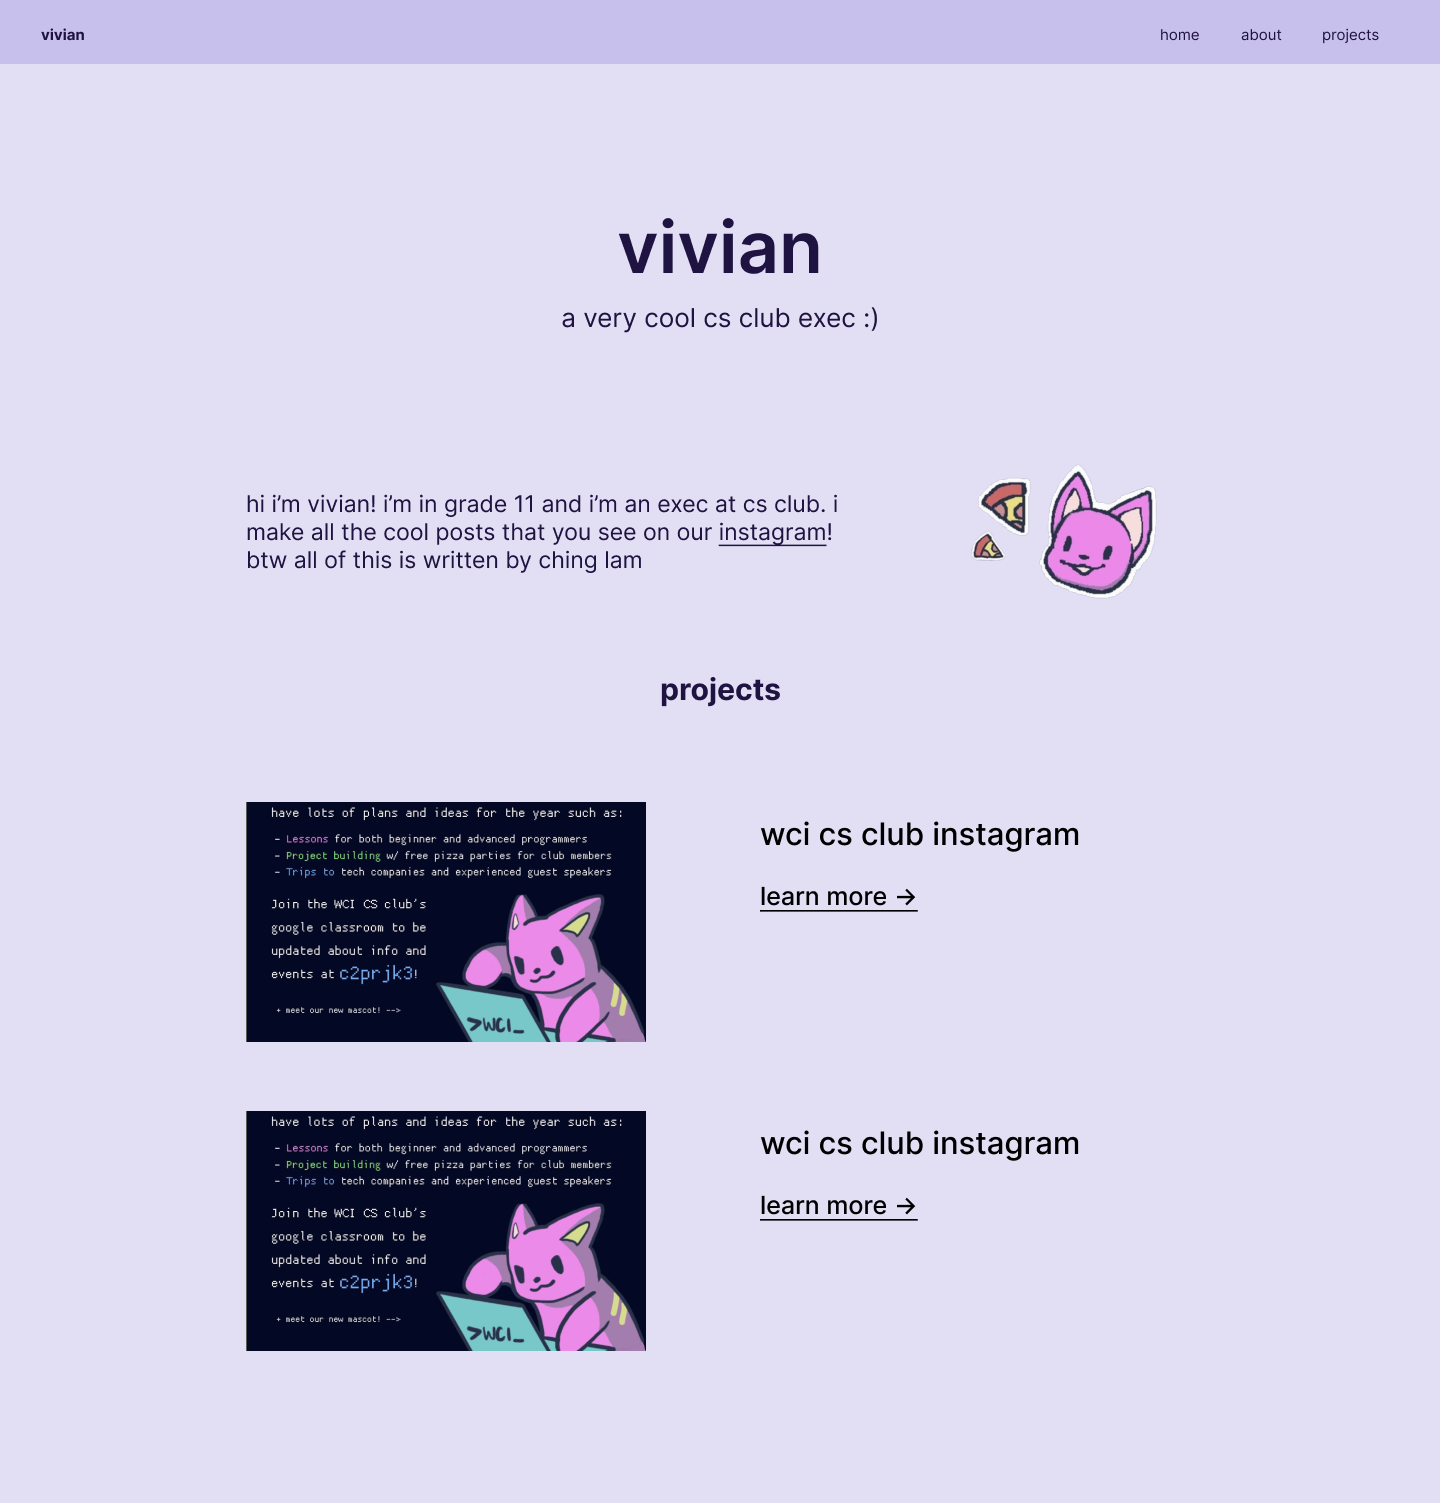 vivian
home about projects
vivian
a very cool cs club exec :)
hi i’m vivian! i’m in grade 11 and i’m an exec at cs club. i
make all the cool posts that you see on our instagram!
btw all of this is written by ching lam
projects
have lots of plans and ideas for the year such as:
- Lessons for both beginner and advanced programmers
- Project building w/ free pizza parties for club members
- Trips to tech companies and experienced guest speakers
Join the WCI CS club's
google classroom to be
updated about info and
events at c2prjk3!
+ meet our new mascot! -->
>WCI_
wci cs club instagram
learn more →
have lots of plans and ideas for the year such as:
- Lessons for both beginner and advanced programmers
- Project building w/ free pizza parties for club members
- Trips to tech companies and experienced guest speakers
Join the WCI CS club's
google classroom to be
updated about info and
events at c2prjk3!
+ meet our new mascot! -->
>WCI_
wci cs club instagram
learn more →